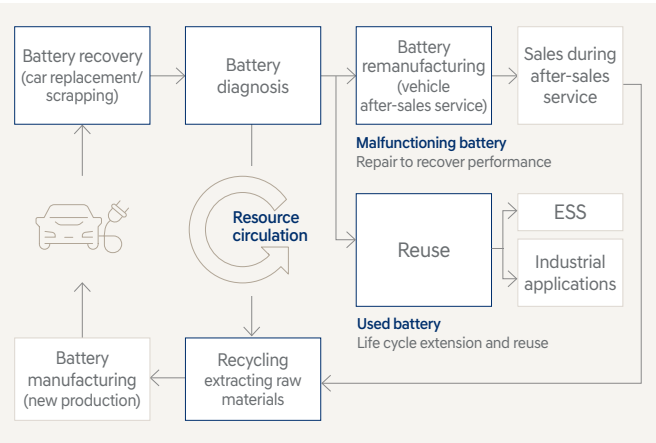 Battery recovery
(car replacement/
scrapping)
Battery
diagnosis
Battery
remanufacturing
(vehicle
after-sales service)
Sales during
after-sales
service
Malfunctioning battery
Repair to recover performance
Resource
circulation
Reuse
ESS
Industrial
applications
Used battery
Life cycle extension and reuse
Battery
manufacturing
(new production)
Recycling
extracting raw
materials